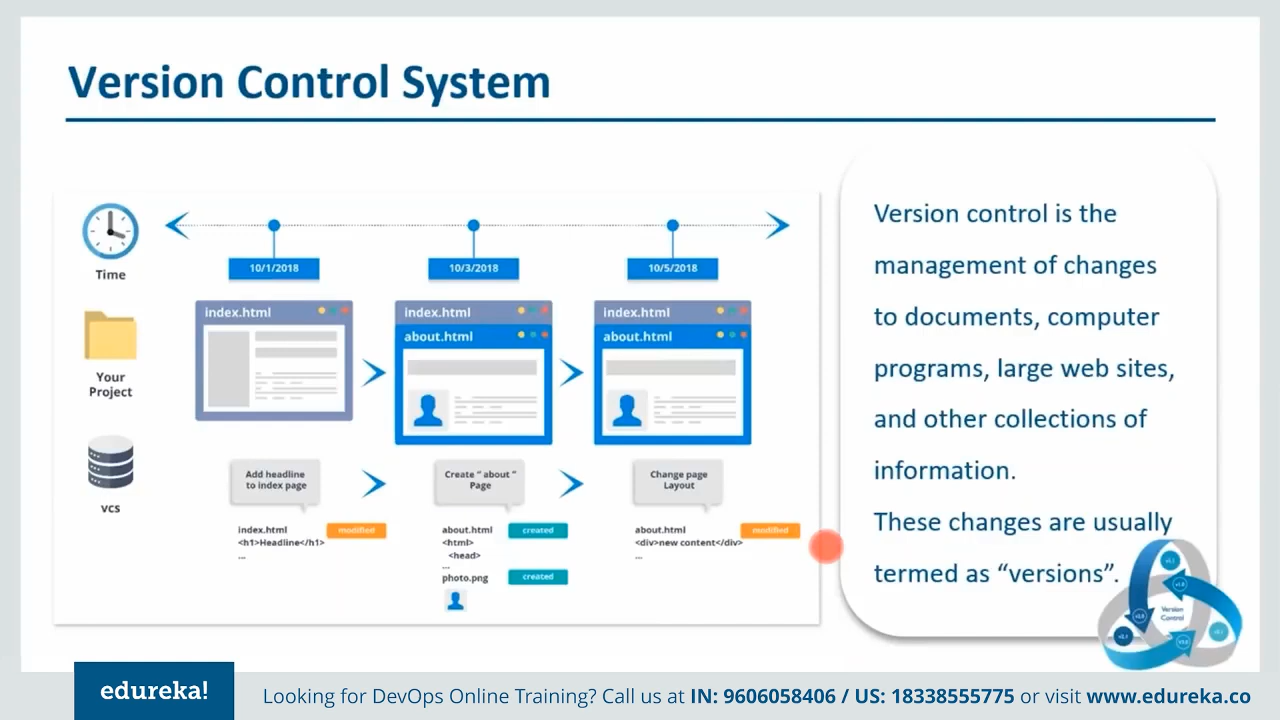 Version Control System
Time
10/1/2018
10/3/2018
10/5/2018
Your
Project
index.html
index.html
about.html
index.html
about.html
vcs
Add headline
to index page
Create " about "
Page
Change page
Layout
index.html
modified
<h1>Headline</h1>
...
about.html
created
<html>
<head>
...
photo.png
created
about.html
modified
<div>new content</div>
...
Version control is the
management of changes
to documents, computer
programs, large web sites,
and other collections of
information.
These changes are usually
termed as “versions”.
Version
Control
edureka!
Looking for DevOps Online Training? Call us at IN: 9606058406 / US: 18338555775 or visit www.edureka.co